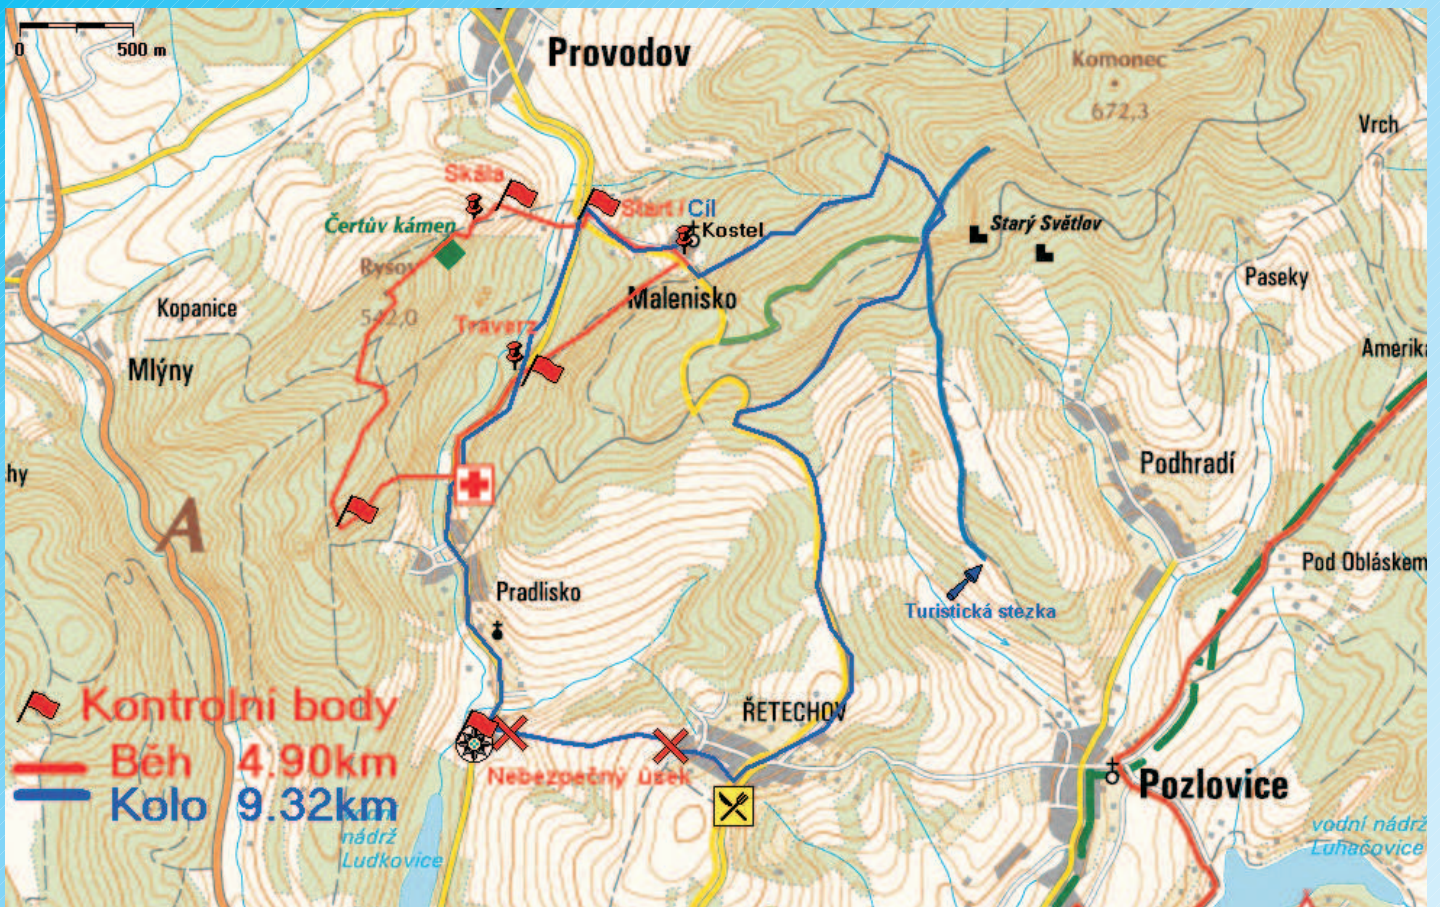 0 500 m
Provodov
Komonec
672,3
Vrch
Skála
Start / Cíl
Kostel
Čertův kámen
Starý Světlov
Rysov
Paseky
Kopanice
Malenisko
542,0
Traverz
Mlýny
Amerika
hy
Podhradí
A
Pod Obláskem
Pradlisko
Turistická stezka
Kontrolní body
ŘETECHOV
Běh 4.90km
Nebezpečný úsek
Pozlovice
Kolo 9.32km
nádrž
Ludkovice
vodní nádrž
Luhačovice